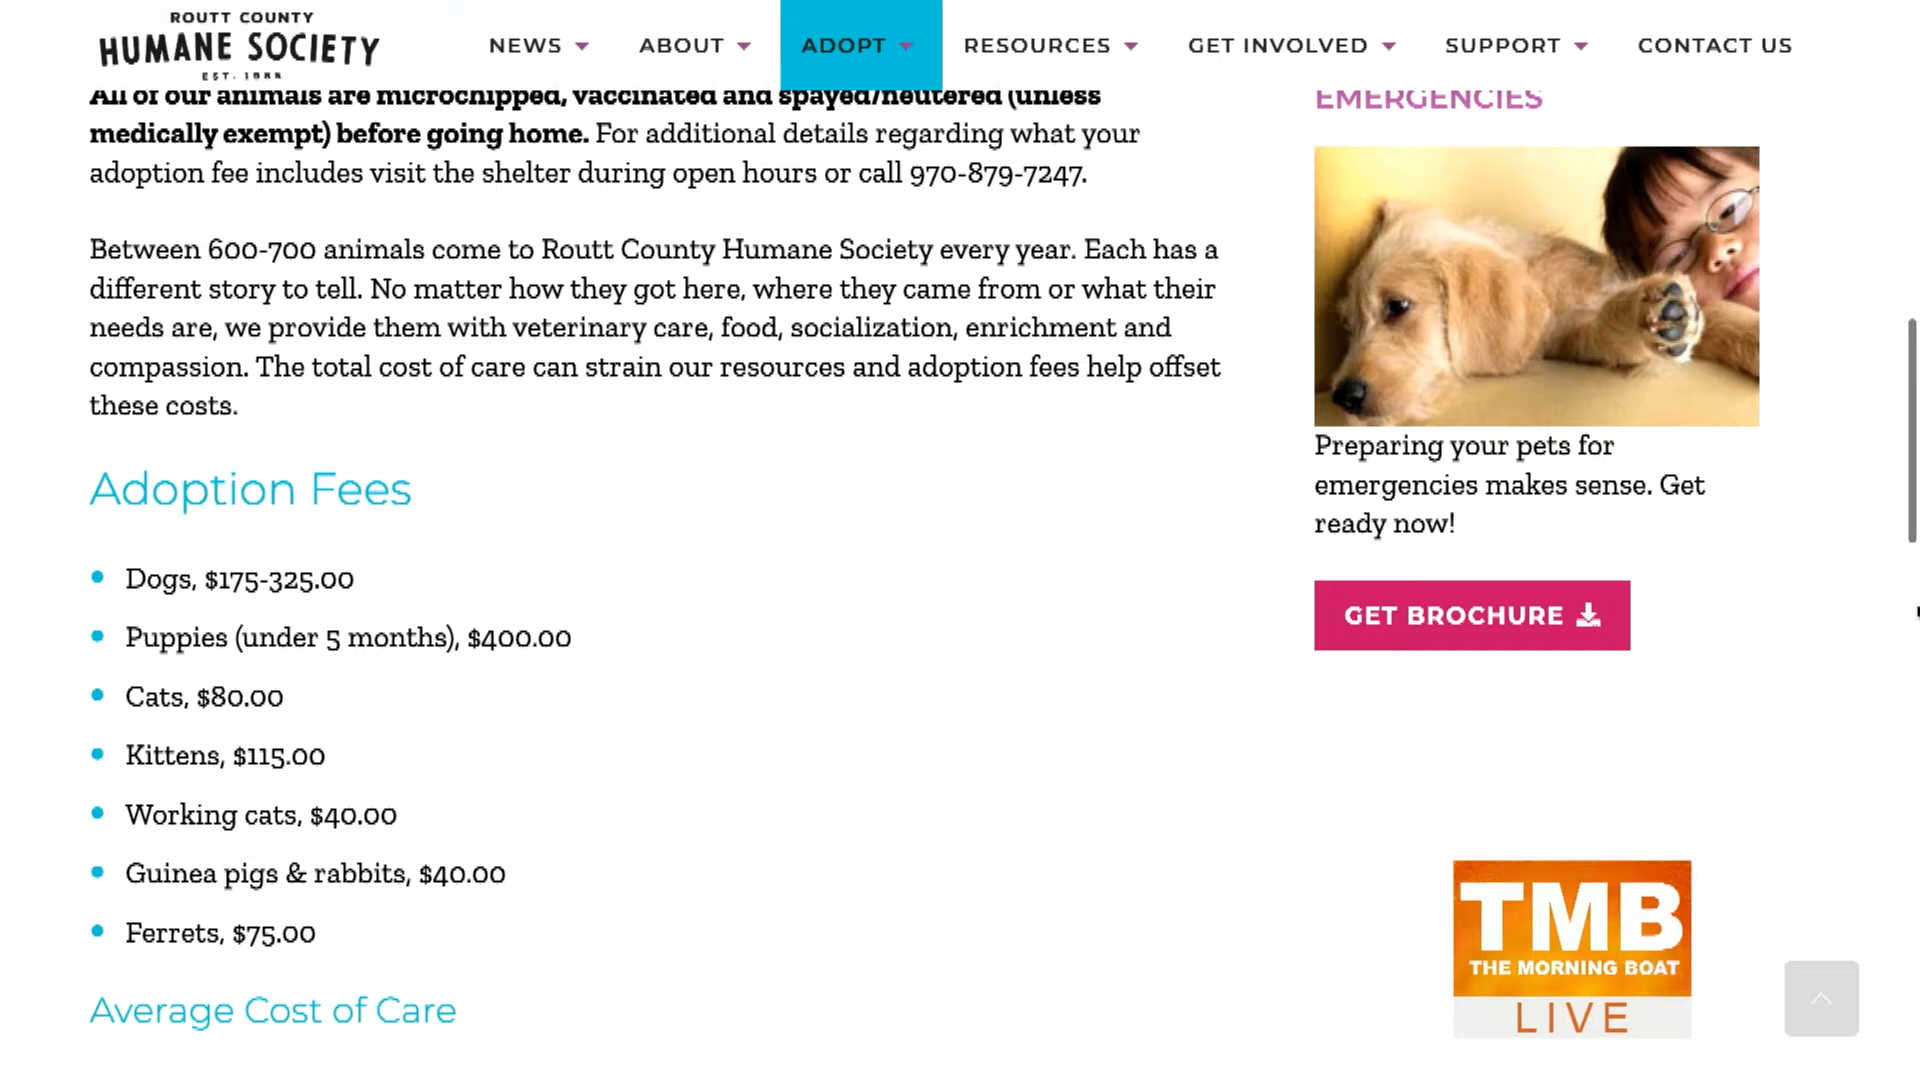 ROUTT COUNTY
HUMANE SOCIETY
EST. 1988
NEWS
ABOUT
ADOPT
RESOURCES
GET INVOLVED
SUPPORT
CONTACT US
All of our animals are microchipped, vaccinated and spayed/neutered (unless
medically exempt) before going home. For additional details regarding what your
adoption fee includes visit the shelter during open hours or call 970-879-7247.
Between 600-700 animals come to Routt County Humane Society every year. Each has a
different story to tell. No matter how they got here, where they came from or what their
needs are, we provide them with veterinary care, food, socialization, enrichment and
compassion. The total cost of care can strain our resources and adoption fees help offset
these costs.
Adoption Fees
Dogs, $175-325.00
Puppies (under 5 months), $400.00
Cats, $80.00
Kittens, $115.00
Working cats, $40.00
Guinea pigs & rabbits, $40.00
Ferrets, $75.00
Average Cost of Care
EMERGENCIES
Preparing your pets for
emergencies makes sense. Get
ready now!
GET BROCHURE
TMB
THE MORNING BOAT
LIVE